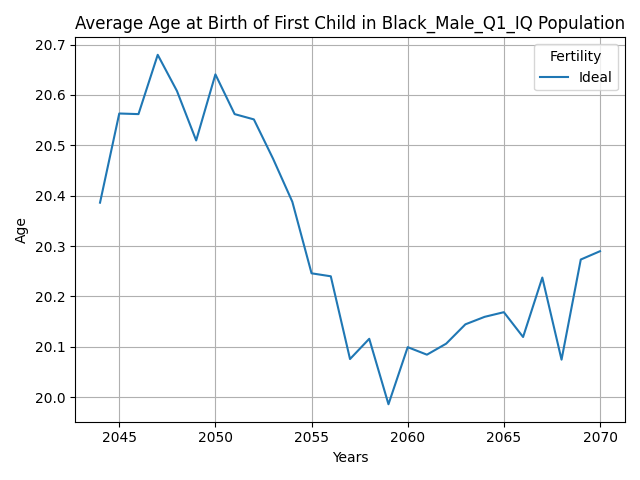 Average Age at Birth of First Child in Black_Male_Q1_IQ Population
20.7
20.6
20.5
20.4
20.3
20.2
20.1
20.0
Age
Fertility
Ideal
2045 2050 2055 2060 2065 2070
Years